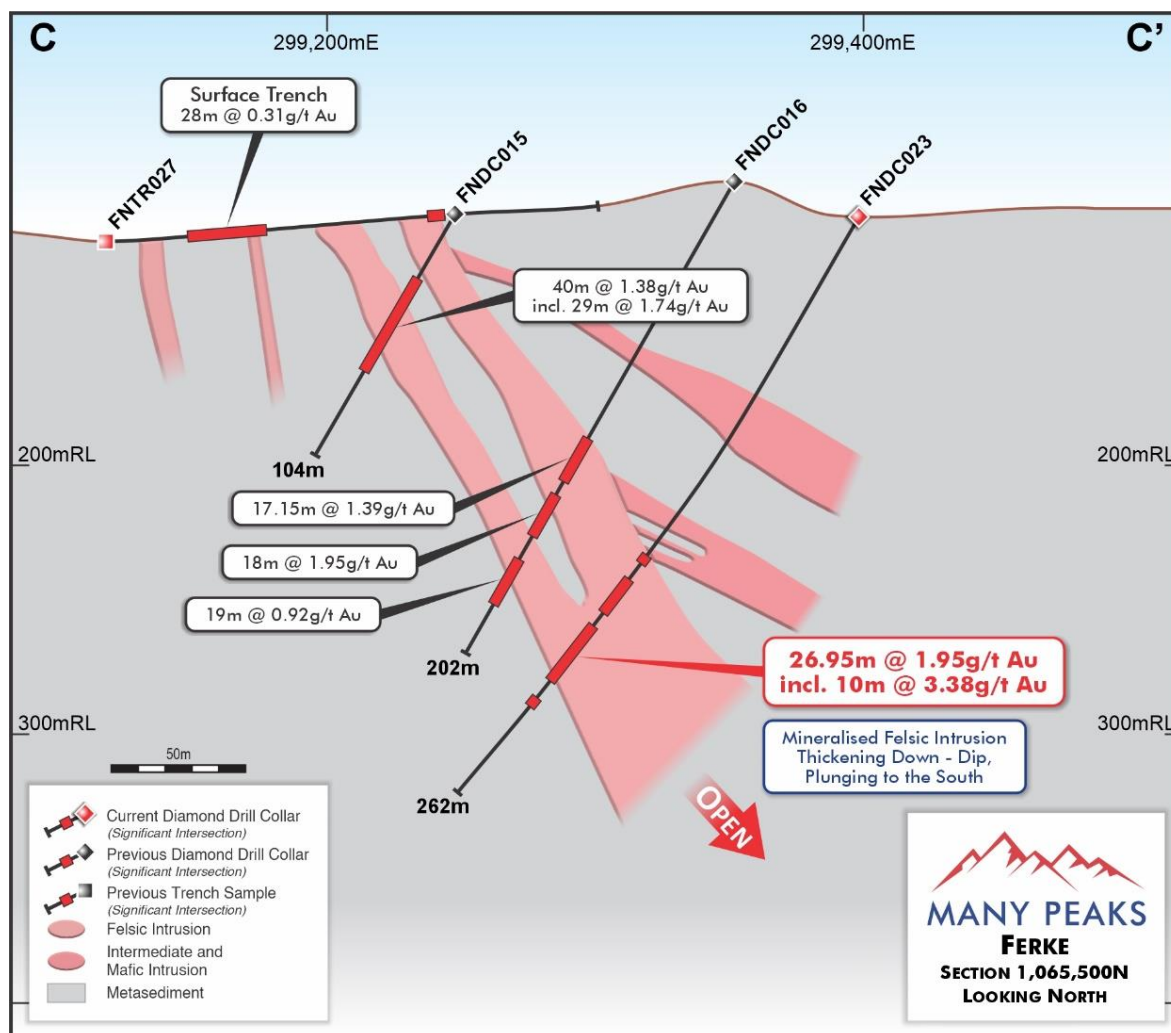 C
299,200mE
299,400mE
C'
Surface Trench
28m @ 0.31g/t Au
FNTR027
FNDC015
FNDC016
FNDC023
40m @ 1.38g/t Au
incl. 29m @ 1.74g/t Au
200mRL
200mRL
104m
17.15m @ 1.39g/t Au
18m @ 1.95g/t Au
19m @ 0.92g/t Au
202m
26.95m @ 1.95g/t Au
incl. 10m @ 3.38g/t Au
300mRL
300mRL
Mineralised Felsic Intrusion
Thickening Down - Dip,
Plunging to the South
50m
262m
OPEN
Current Diamond Drill Collar
(Significant Intersection)
Previous Diamond Drill Collar
(Significant Intersection)
Previous Trench Sample
(Significant Intersection)
Felsic Intrusion
Intermediate and
Mafic Intrusion
Metasediment
MANY PEAKS
FERKE
SECTION 1,065,500N
LOOKING NORTH